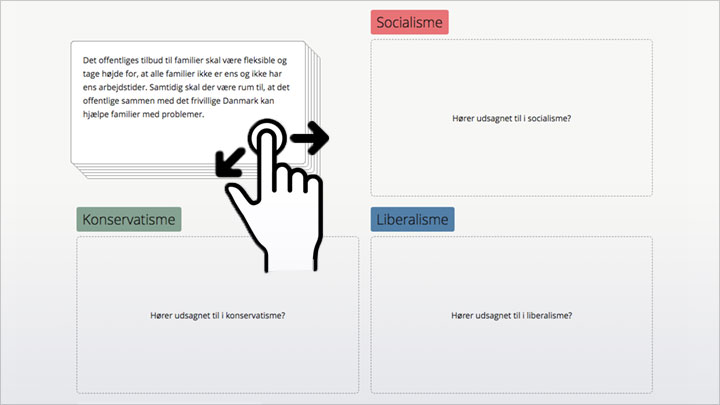 Socialisme
Det offentliges tilbud til familier skal være fleksible og
tage højde for, at alle familier ikke er ens og ikke har
ens arbejdstider. Samtidig skal der være rum til, at det
offentlige sammen med det frivillige Danmark kan
hjælpe familier med problemer.
Hører udsagnet til i socialisme?
Konservatisme
Liberalisme
Hører udsagnet til i konservatisme?
Hører udsagnet til i liberalisme?